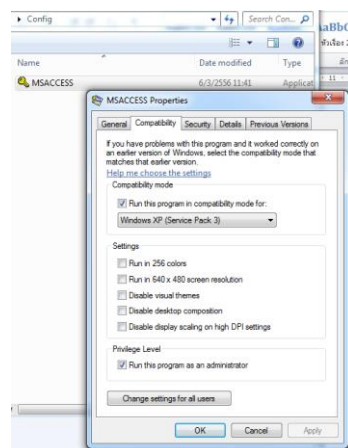 Config
Search Con...
Name
Date modified
Type
MSACCESS
6/3/2556 11:41
Applicat
MSACCESS Properties
General
Compatibility
Security
Details
Previous Versions
If you have problems with this program and it worked correctly on
an earlier version of Windows, select the compatibility mode that
matches that earlier version.
Help me choose the settings
Compatibility mode
Run this program in compatibility mode for:
Windows XP (Service Pack 3)
Settings
Run in 256 colors
Run in 640 x 480 screen resolution
Disable visual themes
Disable desktop composition
Disable display scaling on high DPI settings
Privilege Level
Run this program as an administrator
Change settings for all users
OK
Cancel
Apply